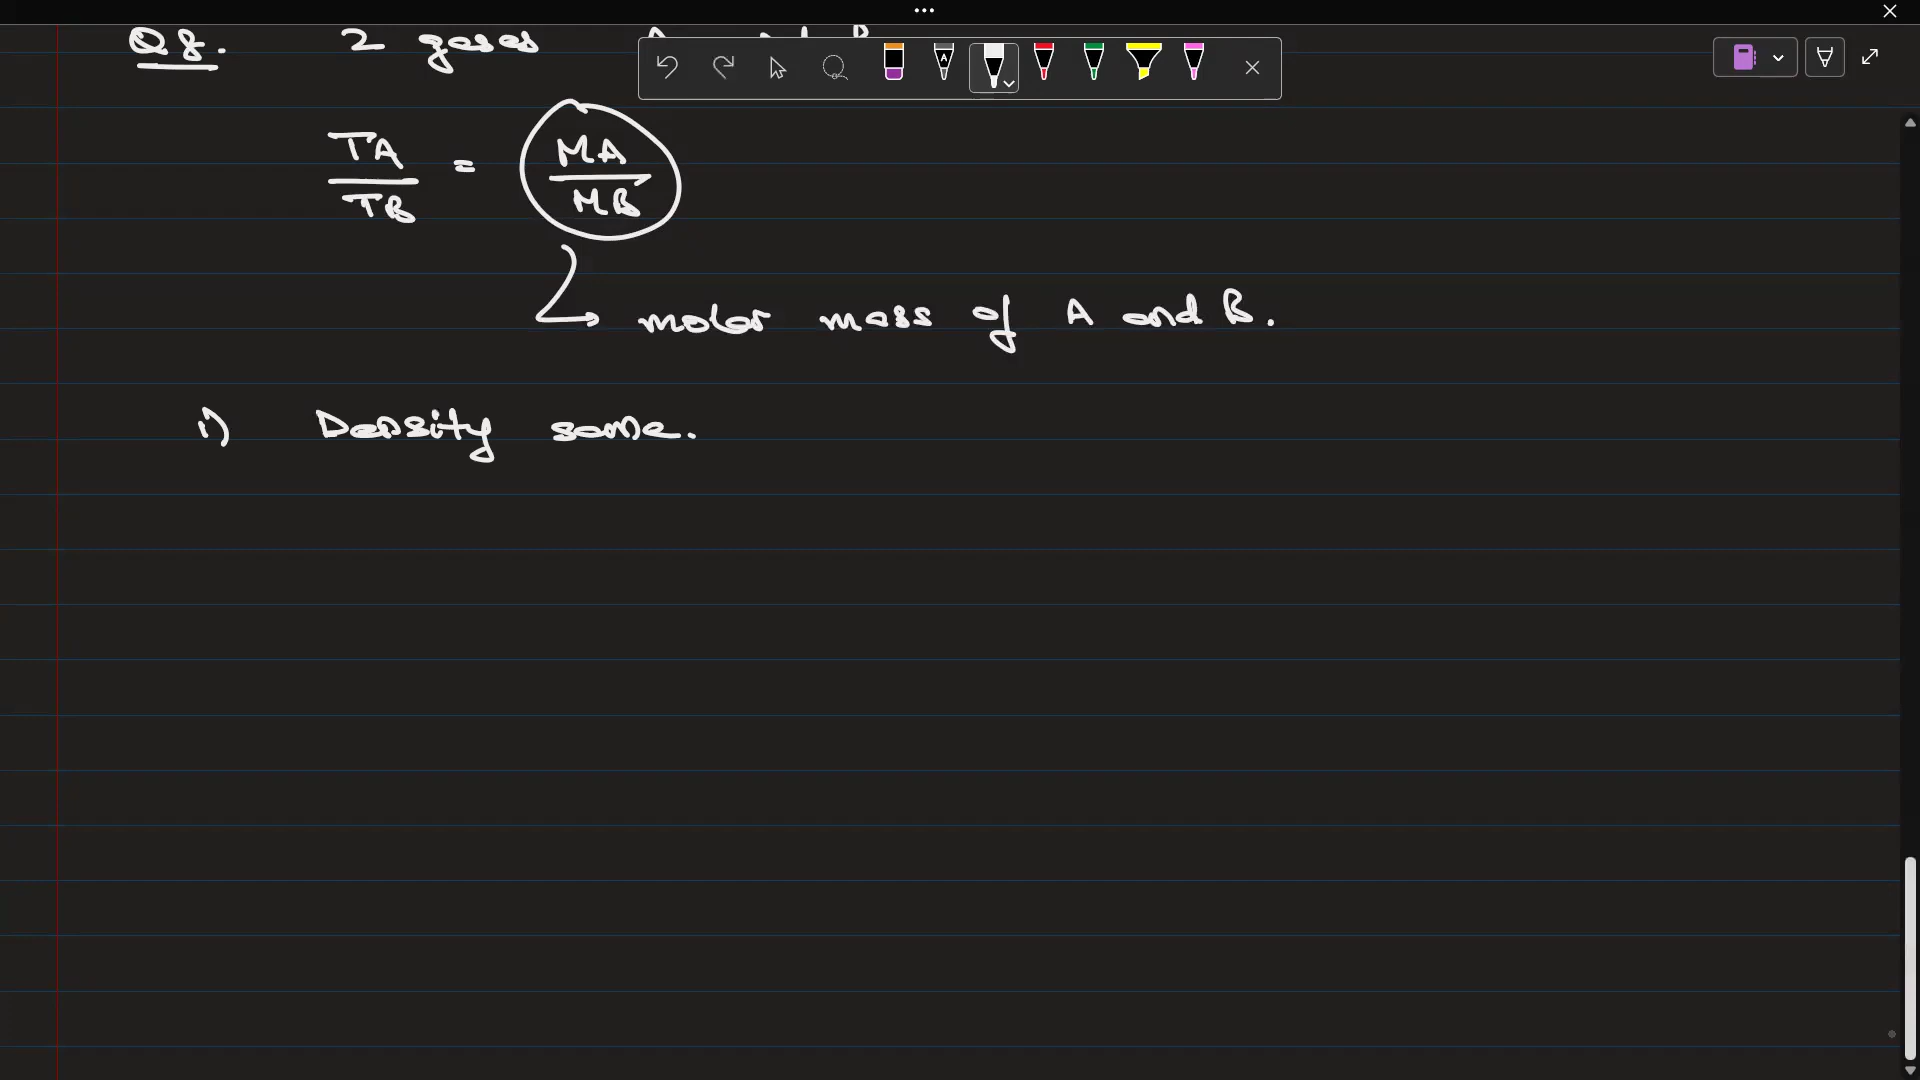 Q8. 2 gases
TA / TB = MA / MB
molar mass of A and B.
i) Density same.